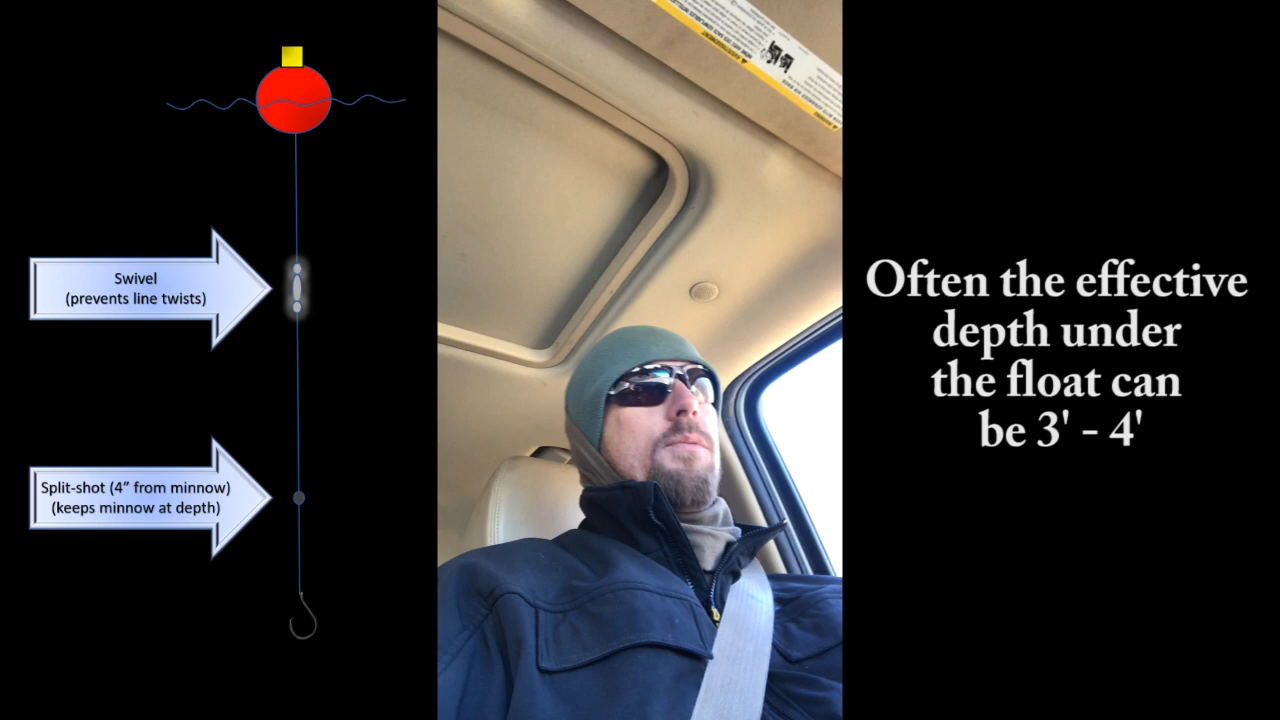 Swivel
(prevents line twists)
Split-shot (4” from minnow)
(keeps minnow at depth)
Often the effective
depth under
the float can
be 3' - 4'